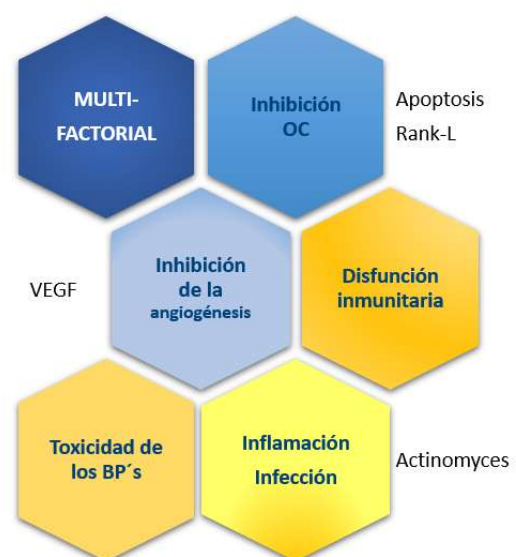 MULTI-
FACTORIAL
Inhibición
OC
Apoptosis
Rank-L
VEGF
Inhibición
de la
angiogénesis
Disfunción
inmunitaria
Toxicidad de
los BP´s
Inflamación
Infección
Actinomyces